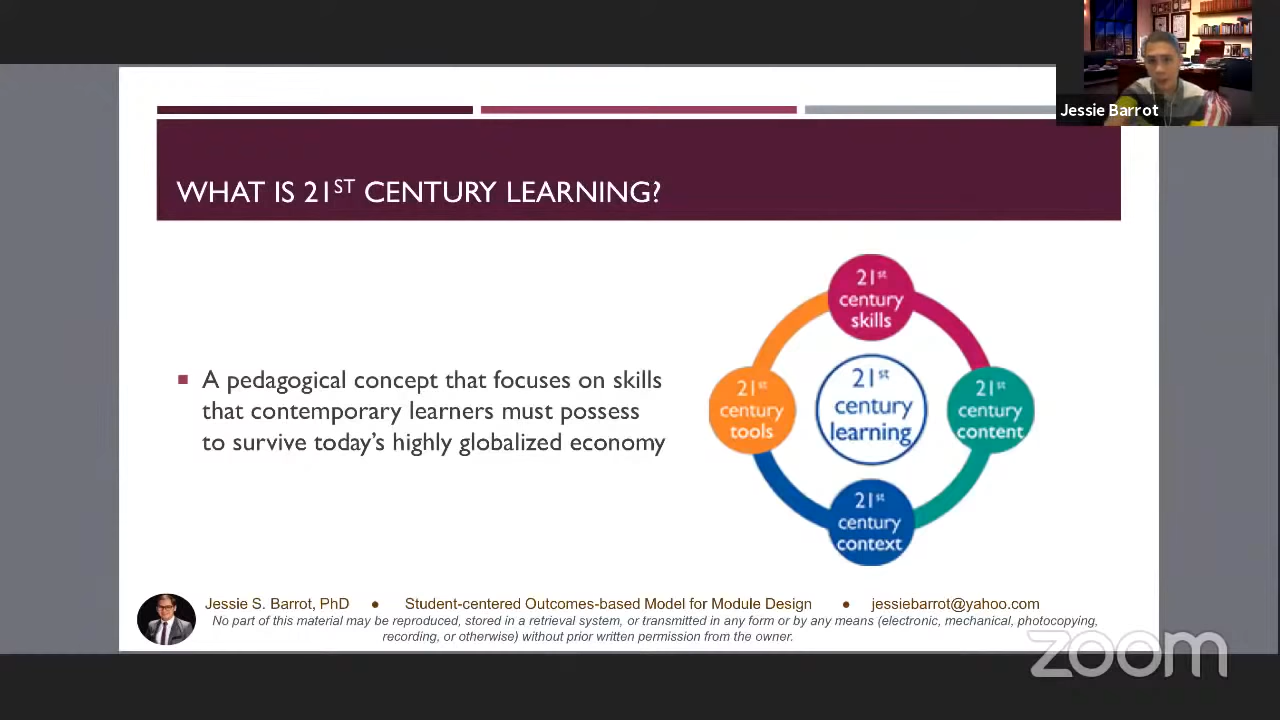 Jessie Barrot
WHAT IS 21ST CENTURY LEARNING?
A pedagogical concept that focuses on skills
that contemporary learners must possess
to survive today's highly globalized economy
21st
century
skills
21st
century
tools
21st
century
learning
21st
century
content
21st
century
context
Jessie S. Barrot, PhD ● Student-centered Outcomes-based Model for Module Design ● jessiebarrot@yahoo.com
No part of this material may be reproduced, stored in a retrieval system, or transmitted in any form or by any means (electronic, mechanical, photocopying,
recording, or otherwise) without prior written permission from the owner.
zoom